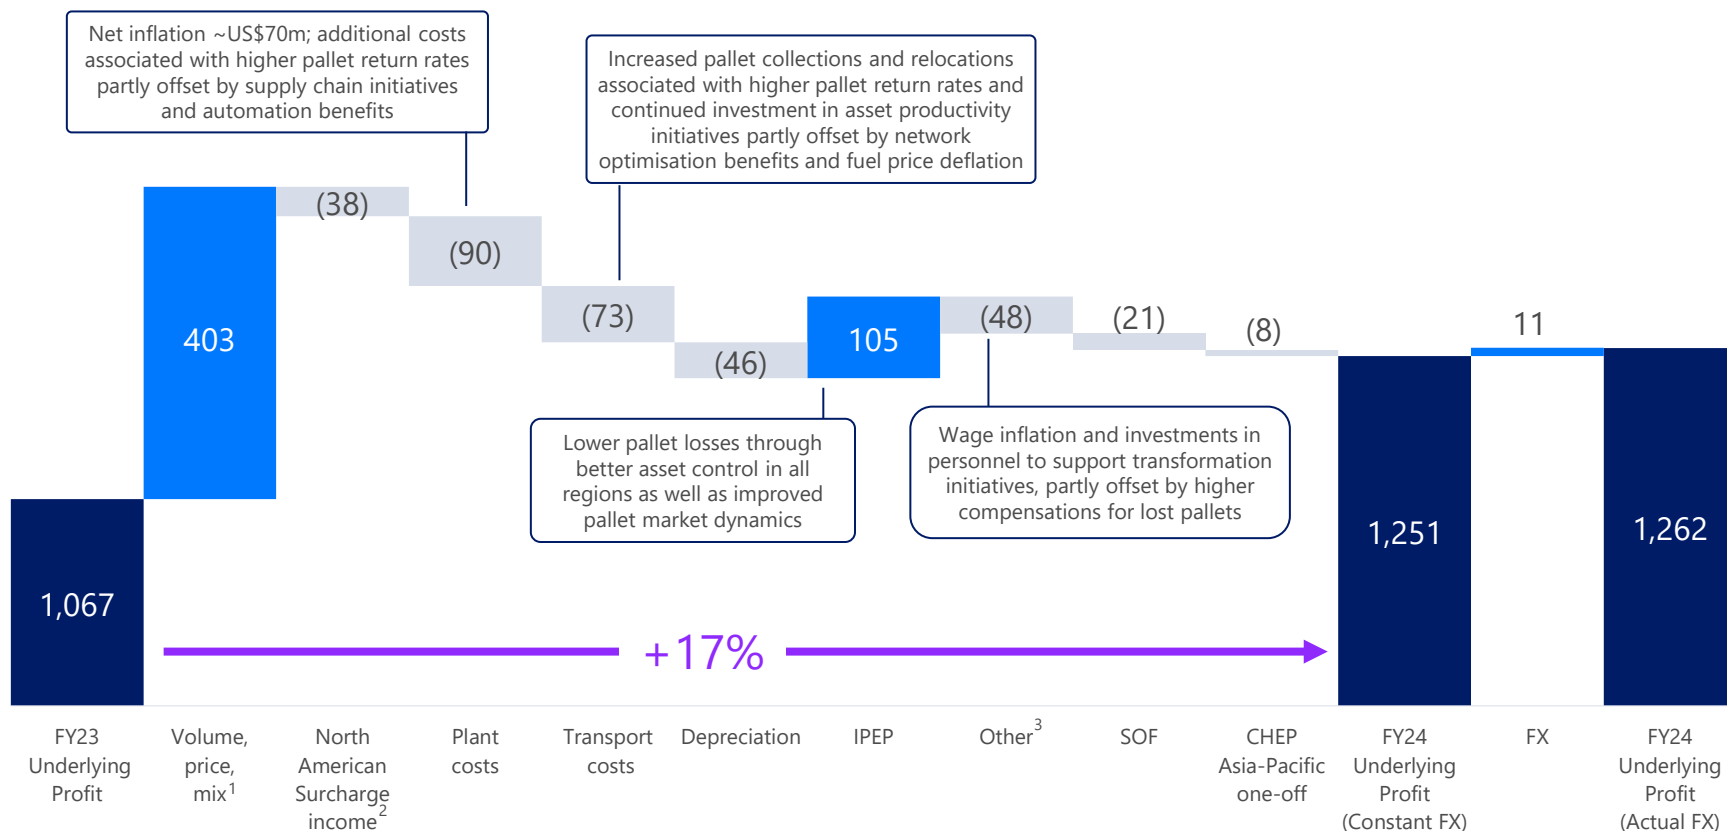 Net inflation ~US$70m; additional costs
associated with higher pallet return rates
partly offset by supply chain initiatives
and automation benefits
Increased pallet collections and relocations
associated with higher pallet return rates and
continued investment in asset productivity
initiatives partly offset by network
optimisation benefits and fuel price deflation
(38)
(90)
403
(73)
(46)
105
(48)
(21)
(8)
11
Lower pallet losses through
better asset control in all
regions as well as improved
pallet market dynamics
Wage inflation and investments in
personnel to support transformation
initiatives, partly offset by higher
compensations for lost pallets
1,067
1,251
1,262
+17%
FY23
Underlying
Profit
Volume,
price,
mix1
North
American
Surcharge
income2
Plant
costs
Transport
costs
Depreciation
IPEP
Other3
SOF
CHEP
Asia-Pacific
one-off
FY24
Underlying
Profit
(Constant FX)
FX
FY24
Underlying
Profit
(Actual FX)